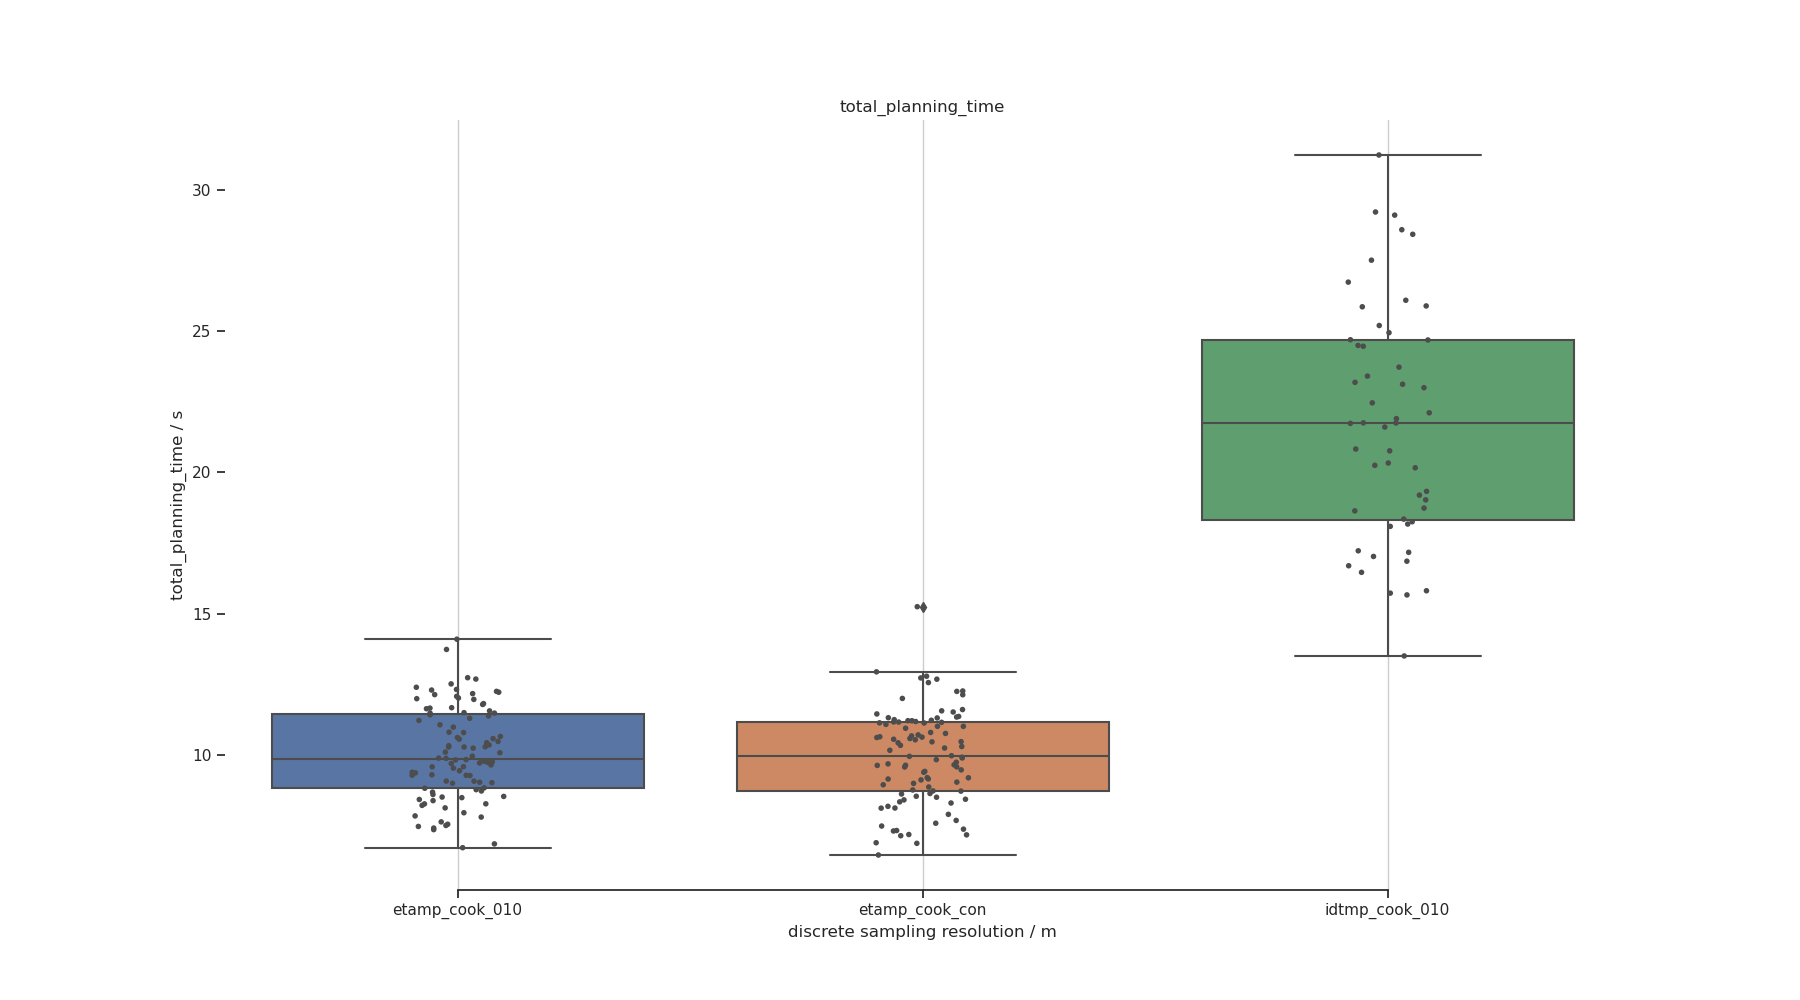 total_planning_time
30
25
20
15
10
total_planning_time / s
etamp_cook_010
etamp_cook_con
idtmp_cook_010
discrete sampling resolution / m